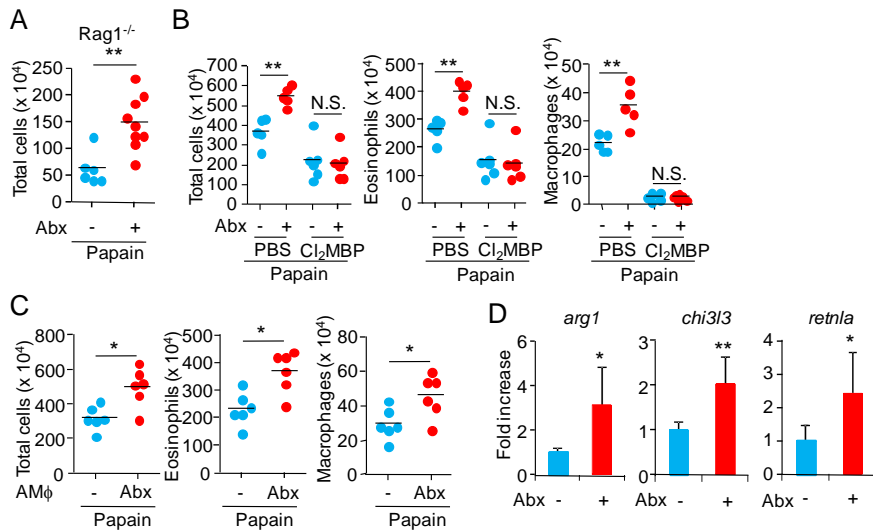 A
Rag1-/-
**
Total cells (x 10⁴)
250
200
150
100
50
0
Abx - +
Papain
B
Total cells (x 10⁴)
700
600
500
400
300
200
100
0
**
N.S.
Abx - + - +
PBS Cl₂MBP
Papain
Eosinophils (x 10⁴)
500
400
300
200
100
0
**
N.S.
- + - +
PBS Cl₂MBP
Papain
Macrophages (x 10⁴)
50
40
30
20
10
0
**
N.S.
- + - +
PBS Cl₂MBP
Papain
C
Total cells (x 10⁴)
800
600
400
200
0
*
AMϕ - Abx
Papain
Eosinophils (x 10⁴)
500
400
300
200
100
0
*
- Abx
Papain
Macrophages (x 10⁴)
80
60
40
20
0
*
- Abx
Papain
D
Fold increase
arg1
6
4
2
0
*
Abx - +
chi3l3
3
2
1
0
**
Abx - +
retnla
4
3
2
1
0
*
Abx - +